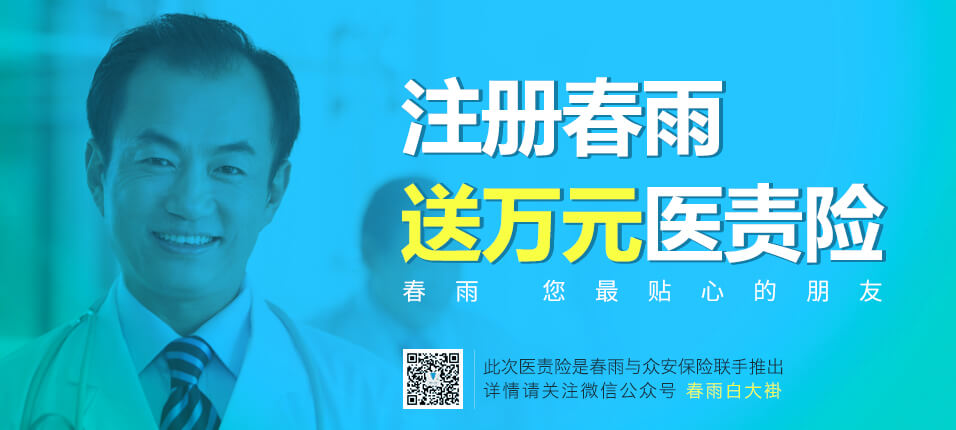 注册春雨
送万元医责险
春雨 您最贴心的朋友
此次医责险是春雨与众安保险联手推出
详情请关注微信公众号 春雨白大褂